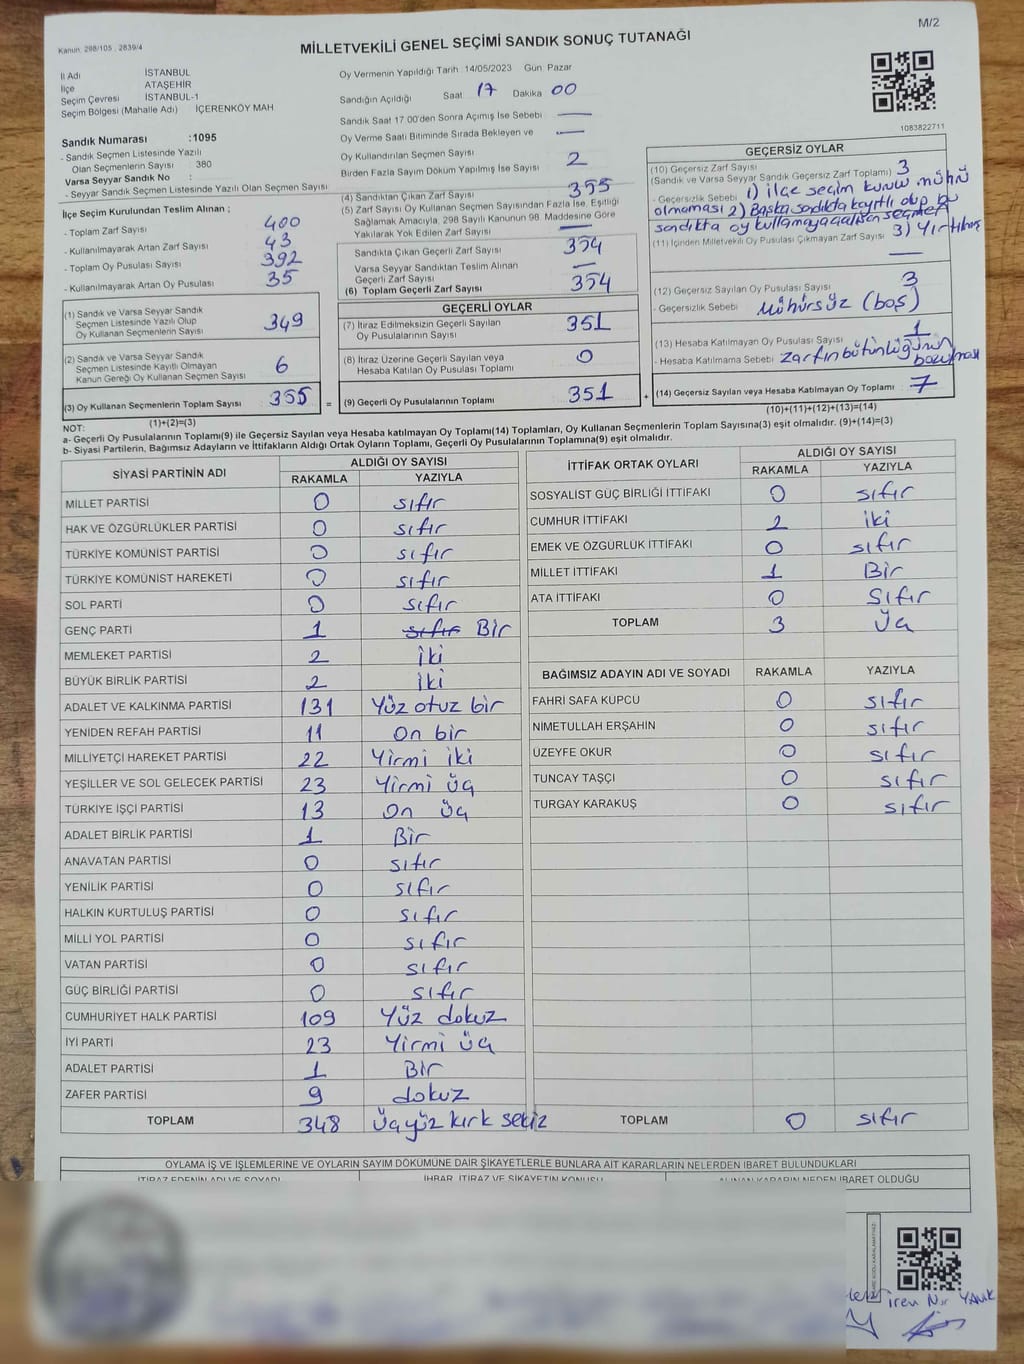 M/2
Kanun. 298/105 , 2839/4
MİLLETVEKİLİ GENEL SEÇİMİ SANDIK SONUÇ TUTANAĞI
İl Adı İSTANBUL
İlçe ATAŞEHİR
Seçim Çevresi İSTANBUL-1
Seçim Bölgesi (Mahalle Adı) İÇERENKÖY MAH
Sandık Numarası :1095
- Sandık Seçmen Listesinde Yazılı
Olan Seçmenlerin Sayısı 380
Varsa Seyyar Sandık No :
- Seyyar Sandık Seçmen Listesinde Yazılı Olan Seçmen Sayısı
Oy Vermenin Yapıldığı Tarih :14/05/2023 Gün: Pazar
Sandığın Açıldığı Saat 17 Dakika 00
Sandık Saat 17.00'den Sonra Açımış İse Sebebi —
Oy Verme Saati Bitiminde Sırada Bekleyen ve
Oy Kullandırılan Seçmen Sayısı —
Birden Fazla Sayım Döküm Yapılmış İse Sayısı 2
1083822711
İlçe Seçim Kurulundan Teslim Alınan ;
- Toplam Zarf Sayısı 400
- Kullanılmayarak Artan Zarf Sayısı 43
- Toplam Oy Pusulası Sayısı 392
- Kullanılmayarak Artan Oy Pusulası 35
(4) Sandıktan Çıkan Zarf Sayısı 355
(5) Zarf Sayısı Oy Kullanan Seçmen Sayısından Fazla İse, Eşitliği
Sağlamak Amacıyla, 298 Sayılı Kanunun 98. Maddesine Göre
Yakılarak Yok Edilen Zarf Sayısı —
Sandıkta Çıkan Geçerli Zarf Sayısı 354
Varsa Seyyar Sandıktan Teslim Alınan
Geçerli Zarf Sayısı —
(6) Toplam Geçerli Zarf Sayısı 354
GEÇERSİZ OYLAR
(10) Geçersiz Zarf Sayısı 3
(Sandık ve Varsa Seyyar Sandık Geçersiz Zarf Toplamı)
- Geçersizlik Sebebi 1) ilçe seçim kurulu mührü
olmaması 2) Başka sandıkta kayıtlı olup bu
sandıkta oy kullamayacak olan seçmen
3) Yırtılmış
(11) İçinden Milletvekili Oy Pusulası Çıkmayan Zarf Sayısı —
(12) Geçersiz Sayılan Oy Pusulası Sayısı 3
- Geçersizlik Sebebi Mühürsüz (boş)
(13) Hesaba Katılmayan Oy Pusulası Sayısı 1
- Hesaba Katılmama Sebebi Zarfın bütünlüğünün
bozulması
(14) Geçersiz Sayılan veya Hesaba Katılmayan Oy Toplamı 7
(10)+(11)+(12)+(13)=(14)
(1) Sandık ve Varsa Seyyar Sandık
Seçmen Listesinde Yazılı Olup
Oy Kullanan Seçmenlerin Sayısı 349
(2) Sandık ve Varsa Seyyar Sandık
Seçmen Listesinde Kayıtlı Olmayan
Kanun Gereği Oy Kullanan Seçmen Sayısı 6
(3) Oy Kullanan Seçmenlerin Toplam Sayısı 355 =
(1)+(2)=(3)
GEÇERLİ OYLAR
(7) İtiraz Edilmeksizin Geçerli Sayılan
Oy Pusulalarının Sayısı 351
(8) İtiraz Üzerine Geçerli Sayılan veya
Hesaba Katılan Oy Pusulası Toplamı 0
(9) Geçerli Oy Pusulalarının Toplamı 351 +
NOT:
a- Geçerli Oy Pusulalarının Toplamı(9) ile Geçersiz Sayılan veya Hesaba katılmayan Oy Toplamı(14) Toplamları, Oy Kullanan Seçmenlerin Toplam Sayısına(3) eşit olmalıdır. (9)+(14)=(3)
b- Siyasi Partilerin, Bağımsız Adayların ve İttifakların Aldığı Ortak Oyların Toplamı, Geçerli Oy Pusulalarının Toplamına(9) eşit olmalıdır.
SİYASİ PARTİNİN ADI ALDIĞI OY SAYISI
RAKAMLA YAZIYLA
MİLLET PARTİSİ 0 sıfır
HAK VE ÖZGÜRLÜKLER PARTİSİ 0 sıfır
TÜRKİYE KOMÜNİST PARTİSİ 0 sıfır
TÜRKİYE KOMÜNİST HAREKETİ 0 sıfır
SOL PARTİ 0 sıfır
GENÇ PARTİ 1 sıfır Bir
MEMLEKET PARTİSİ 2 iki
BÜYÜK BİRLİK PARTİSİ 2 iki
ADALET VE KALKINMA PARTİSİ 131 Yüz otuz bir
YENİDEN REFAH PARTİSİ 11 On bir
MİLLİYETÇİ HAREKET PARTİSİ 22 Yirmi iki
YEŞİLLER VE SOL GELECEK PARTİSİ 23 Yirmi üç
TÜRKİYE İŞÇİ PARTİSİ 13 On üç
ADALET BİRLİK PARTİSİ 1 Bir
ANAVATAN PARTİSİ 0 sıfır
YENİLİK PARTİSİ 0 sıfır
HALKIN KURTULUŞ PARTİSİ 0 sıfır
MİLLİ YOL PARTİSİ 0 sıfır
VATAN PARTİSİ 0 sıfır
GÜÇ BİRLİĞİ PARTİSİ 0 sıfır
CUMHURİYET HALK PARTİSİ 109 Yüz dokuz
İYİ PARTİ 23 Yirmi üç
ADALET PARTİSİ 1 Bir
ZAFER PARTİSİ 9 dokuz
TOPLAM 348 üçyüz kırk sekiz
İTTİFAK ORTAK OYLARI ALDIĞI OY SAYISI
RAKAMLA YAZIYLA
SOSYALİST GÜÇ BİRLİĞİ İTTİFAKI 0 sıfır
CUMHUR İTTİFAKI 2 iki
EMEK VE ÖZGÜRLÜK İTTİFAKI 0 sıfır
MİLLET İTTİFAKI 1 Bir
ATA İTTİFAKI 0 Sıfır
TOPLAM 3 üç
BAĞIMSIZ ADAYIN ADI VE SOYADI RAKAMLA YAZIYLA
FAHRİ SAFA KÜPCÜ 0 sıfır
NİMETULLAH ERŞAHİN 0 sıfır
ÜZEYFE OKUR 0 sıfır
TUNCAY TAŞÇI 0 sıfır
TURGAY KARAKUŞ 0 sıfır
TOPLAM 0 sıfır
OYLAMA İŞ VE İŞLEMLERİNE VE OYLARIN SAYIM DÖKÜMÜNE DAİR ŞİKAYETLERLE BUNLARA AİT KARARLARIN NELERDEN İBARET BULUNDUKLARI
İTİRAZ EDENİN ADI VE SOYADI İHBAR, İTİRAZ VE ŞİKAYETİN KONUSU ALINAN KARARIN NEDEN İBARET OLDUĞU
iren Nur YANIK